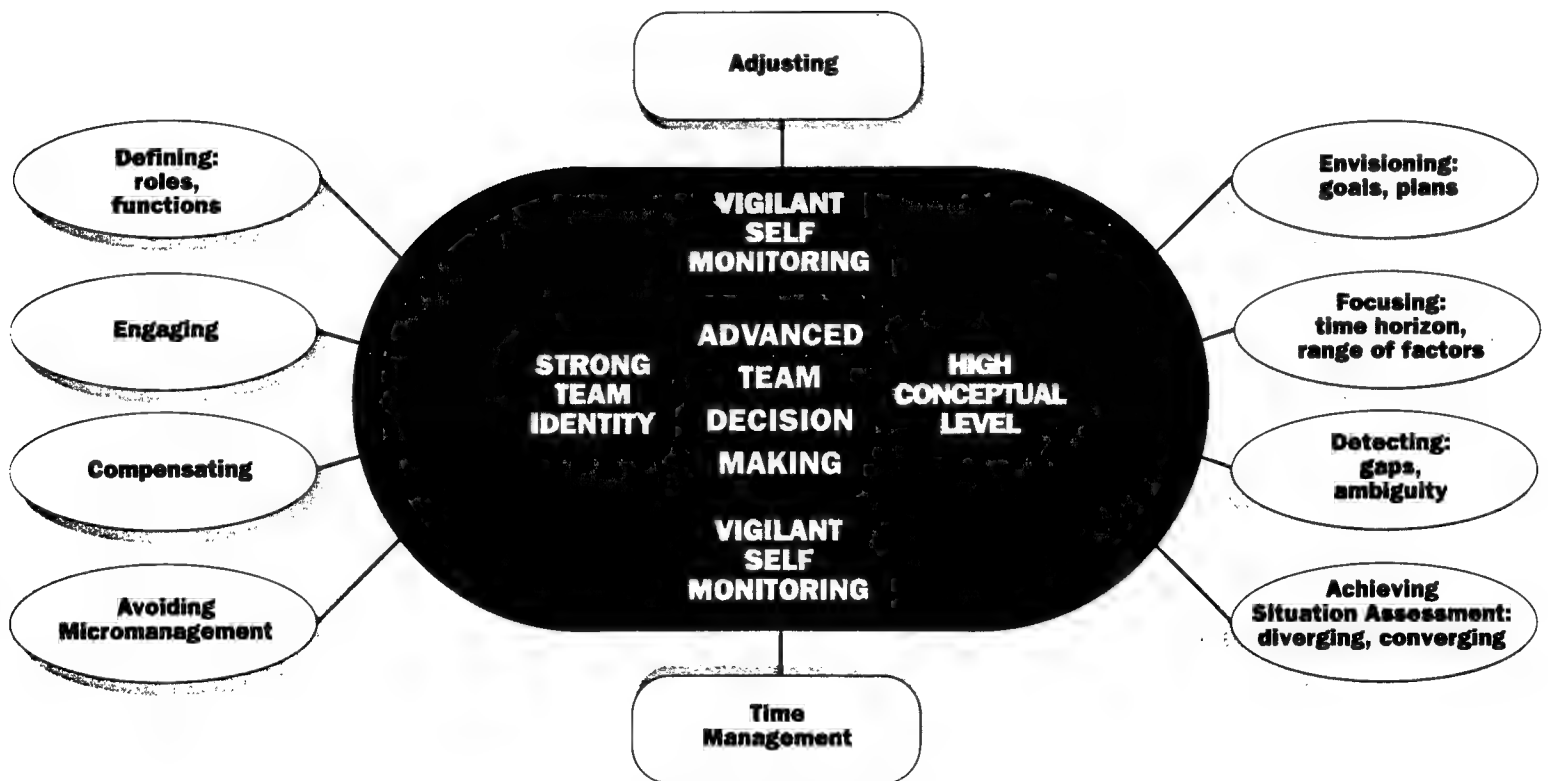 Adjusting
Defining:
roles,
functions
Engaging
Compensating
Avoiding
Micromanagement
VIGILANT
SELF
MONITORING
STRONG
TEAM
IDENTITY
ADVANCED
TEAM
DECISION
MAKING
HIGH
CONCEPTUAL
LEVEL
VIGILANT
SELF
MONITORING
Envisioning:
goals, plans
Focusing:
time horizon,
range of factors
Detecting:
gaps,
ambiguity
Achieving
Situation Assessment:
diverging, converging
Time
Management